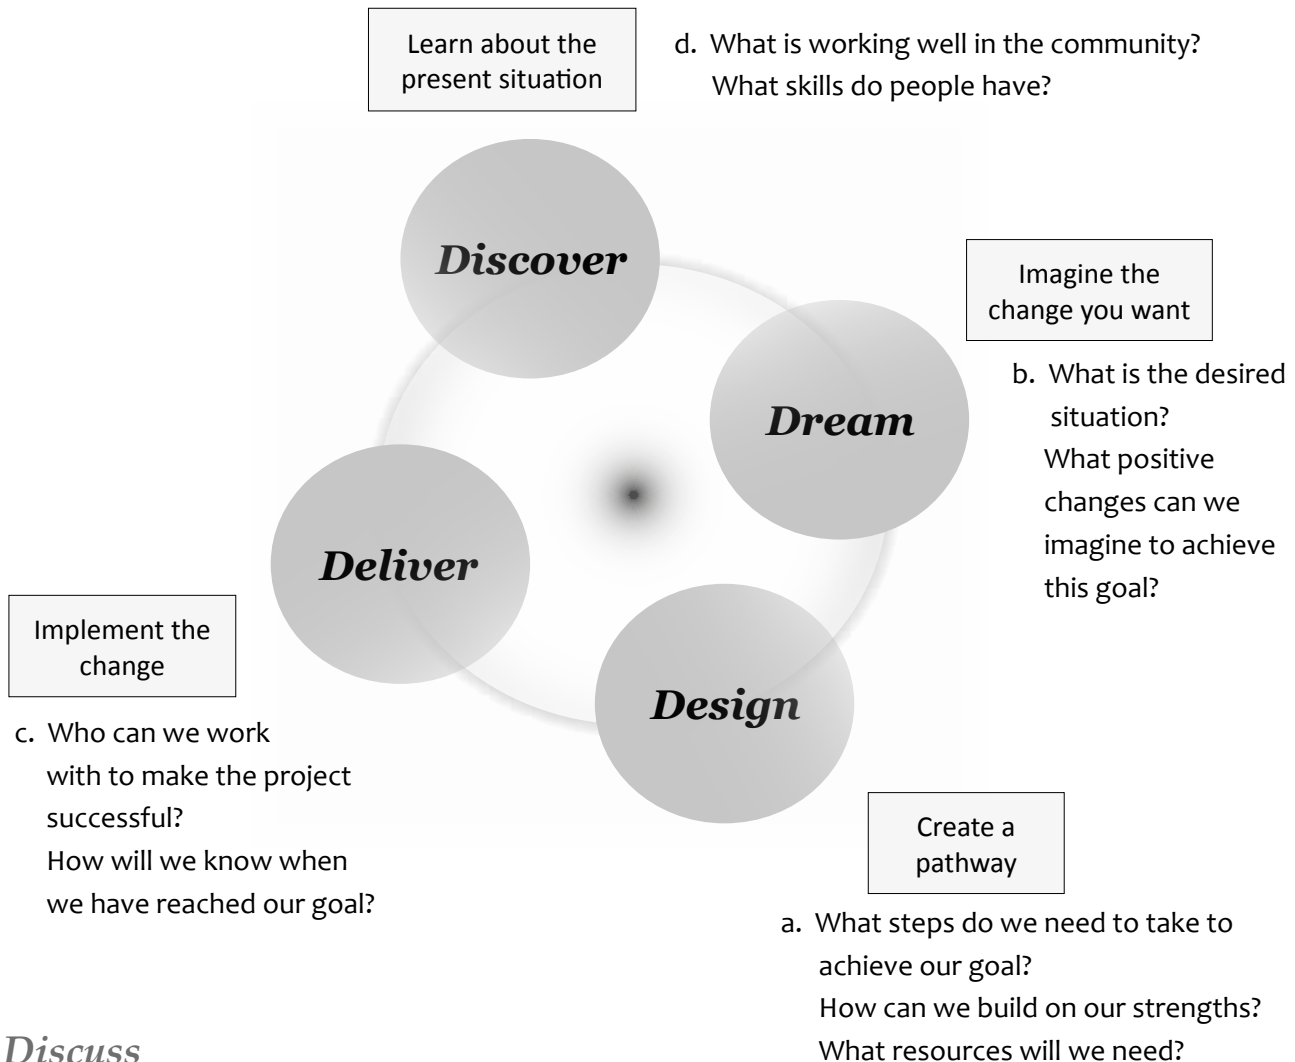 Learn about the
present situation
d. What is working well in the community?
What skills do people have?
Discover
Imagine the
change you want
b. What is the desired
situation?
What positive
changes can we
imagine to achieve
this goal?
Dream
Deliver
Implement the
change
c. Who can we work
with to make the project
successful?
How will we know when
we have reached our goal?
Design
Create a
pathway
a. What steps do we need to take to
achieve our goal?
How can we build on our strengths?
What resources will we need?
Discuss